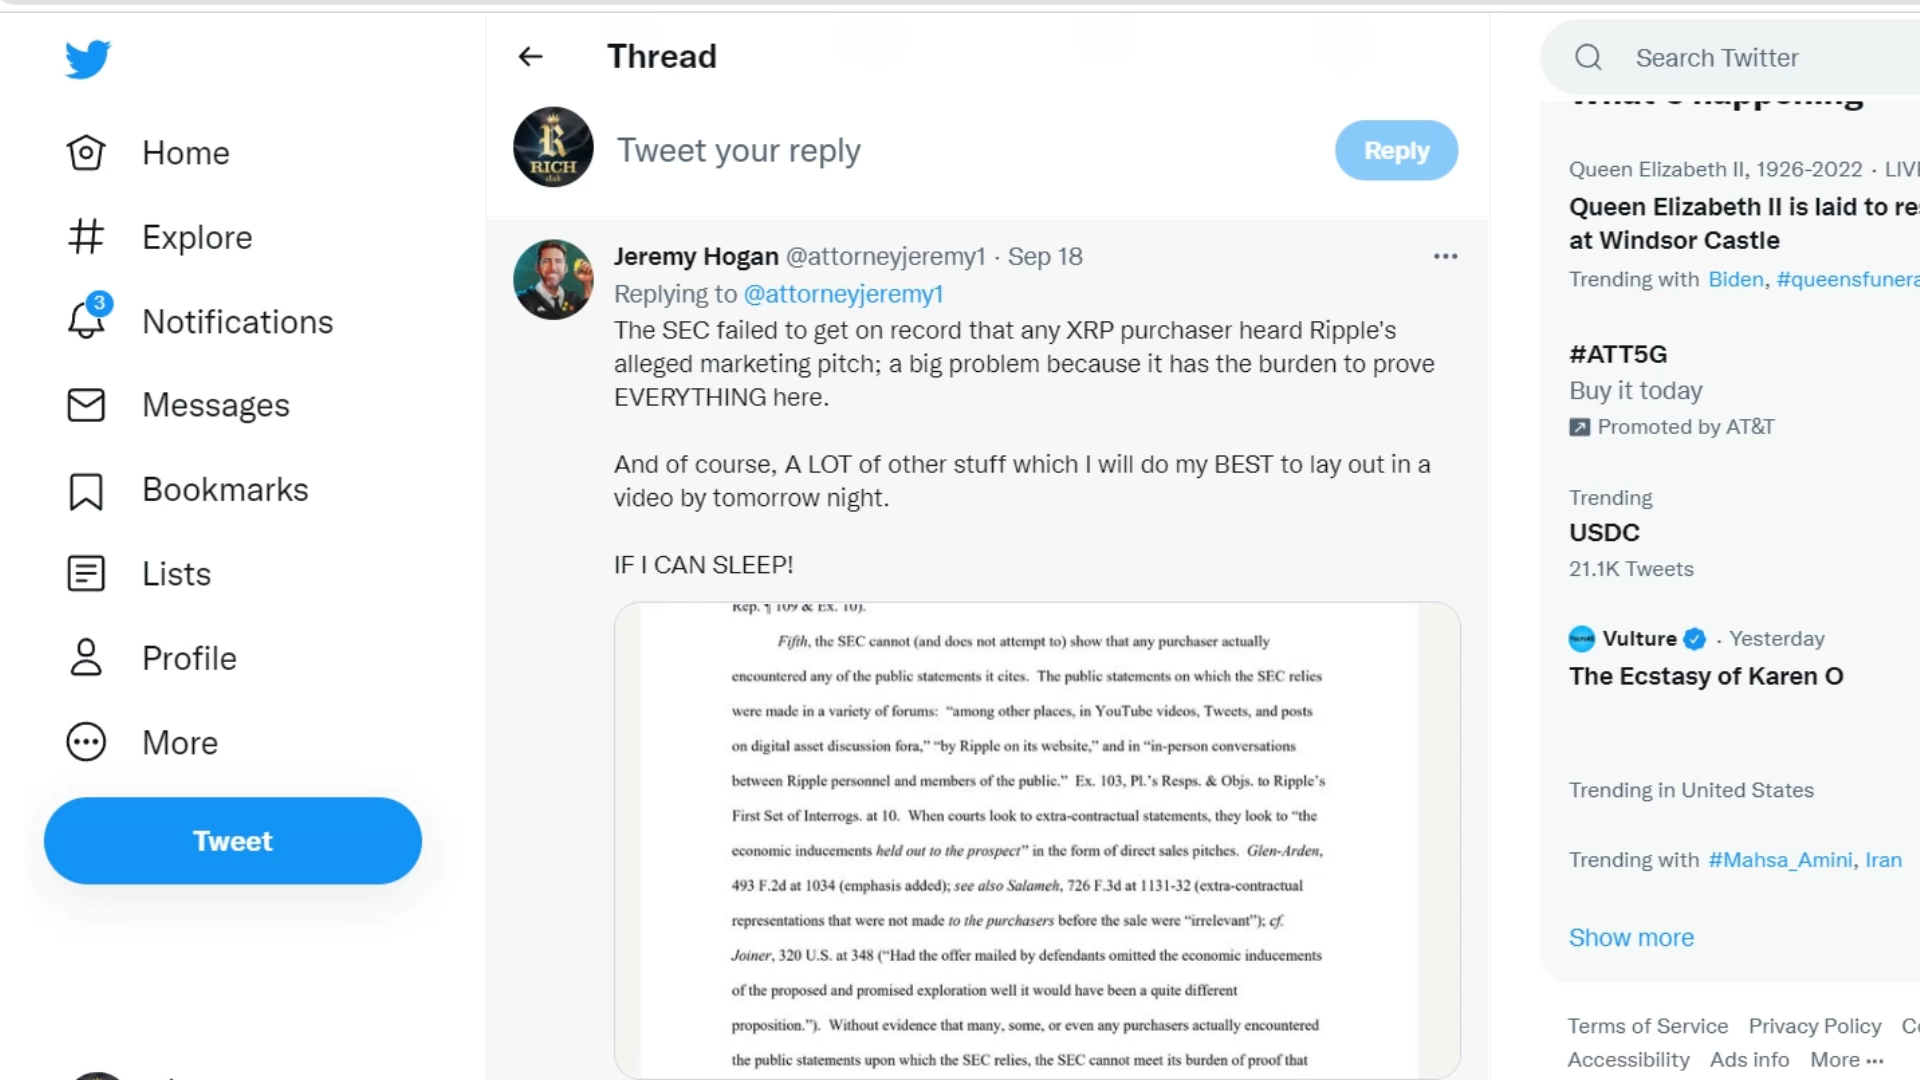 Home
Explore
3
Notifications
Messages
Bookmarks
Lists
Profile
More
Tweet
Thread
R
RICH
club
Tweet your reply
Reply
Jeremy Hogan @attorneyjeremy1 · Sep 18
Replying to @attorneyjeremy1
The SEC failed to get on record that any XRP purchaser heard Ripple's
alleged marketing pitch; a big problem because it has the burden to prove
EVERYTHING here.
And of course, A LOT of other stuff which I will do my BEST to lay out in a
video by tomorrow night.
IF I CAN SLEEP!
Rep. ¶ 109 & Ex. 10).
Fifth, the SEC cannot (and does not attempt to) show that any purchaser actually
encountered any of the public statements it cites. The public statements on which the SEC relies
were made in a variety of forums: “among other places, in YouTube videos, Tweets, and posts
on digital asset discussion fora,” “by Ripple on its website,” and in “in-person conversations
between Ripple personnel and members of the public.” Ex. 103, Pl.’s Resps. & Objs. to Ripple’s
First Set of Interrogs. at 10. When courts look to extra-contractual statements, they look to “the
economic inducements held out to the prospect” in the form of direct sales pitches. Glen-Arden,
493 F.2d at 1034 (emphasis added); see also Salameh, 726 F.3d at 1131-32 (extra-contractual
representations that were not made to the purchasers before the sale were “irrelevant”); cf.
Joiner, 320 U.S. at 348 (“Had the offer mailed by defendants omitted the economic inducements
of the proposed and promised exploration well it would have been a quite different
proposition.”). Without evidence that many, some, or even any purchasers actually encountered
the public statements upon which the SEC relies, the SEC cannot meet its burden of proof that
Search Twitter
What's happening
Queen Elizabeth II, 1926-2022 · LIVE
Queen Elizabeth II is laid to re
at Windsor Castle
Trending with Biden, #queensfunera
#ATT5G
Buy it today
Promoted by AT&T
Trending
USDC
21.1K Tweets
Vulture · Yesterday
The Ecstasy of Karen O
Trending in United States
Trending with #Mahsa_Amini, Iran
Show more
Terms of Service Privacy Policy Co
Accessibility Ads info More ···